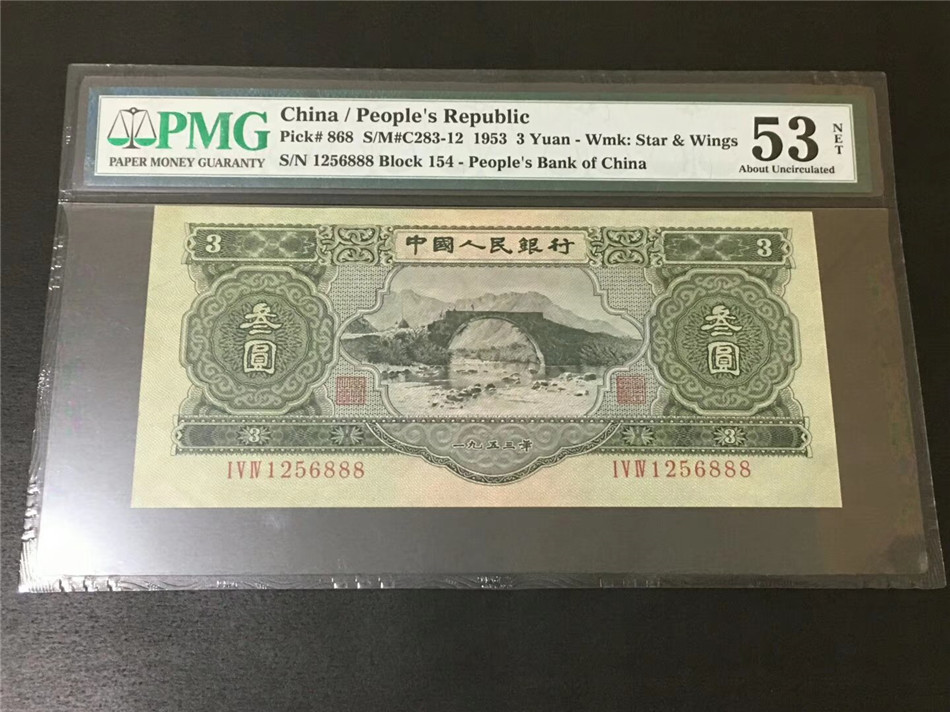 PMG
PAPER MONEY GUARANTY
China / People's Republic
Pick# 868 S/M#C283-12 1953 3 Yuan - Wmk: Star & Wings
S/N 1256888 Block 154 - People's Bank of China
53
NET
About Uncirculated
3 中國人民銀行 3
叁圓 叁圓
3 一九五三年 3
IVⅣ1256888 IVⅣ1256888